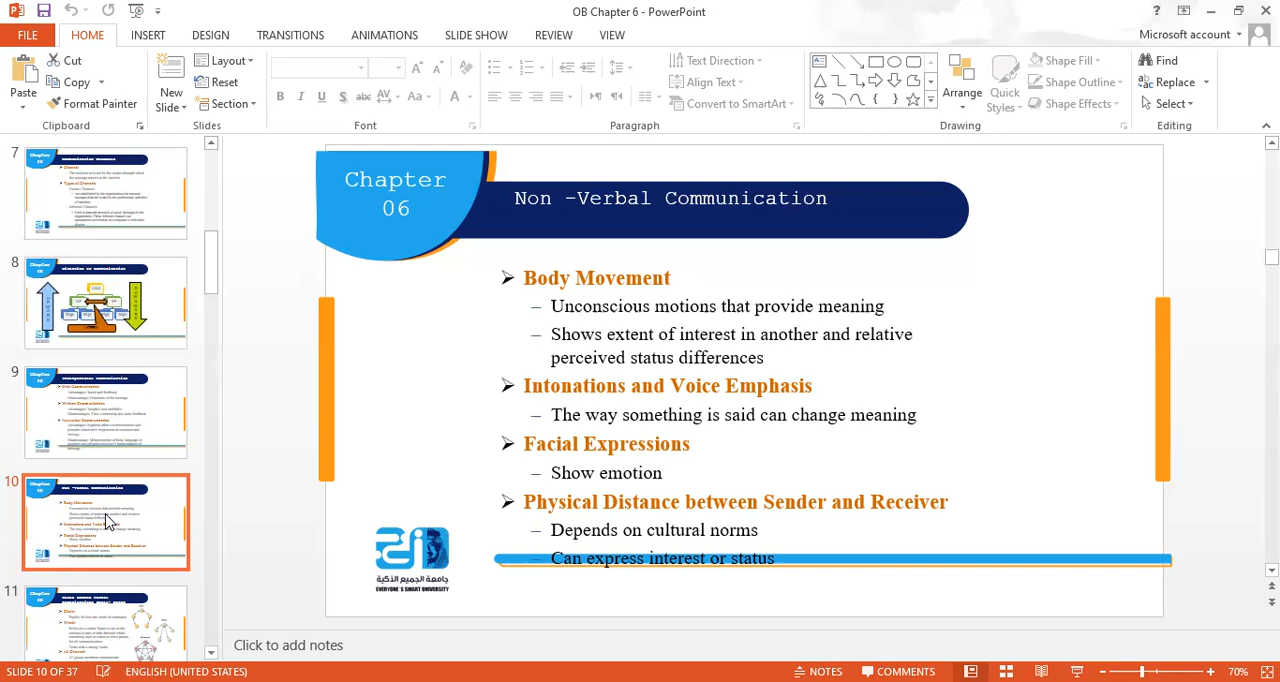 OB Chapter 6 - PowerPoint
FILE HOME INSERT DESIGN TRANSITIONS ANIMATIONS SLIDE SHOW REVIEW VIEW Microsoft account
Paste
Cut
Copy
Format Painter
New
Slide
Layout
Reset
Section
Text Direction
Align Text
Convert to SmartArt
Arrange
Quick
Styles
Shape Fill
Shape Outline
Shape Effects
Find
Replace
Select
Clipboard Slides Font Paragraph Drawing Editing
7
8
9
10
11
Chapter
06
Non -Verbal Communication
Body Movement
– Unconscious motions that provide meaning
– Shows extent of interest in another and relative
perceived status differences
Intonations and Voice Emphasis
– The way something is said can change meaning
Facial Expressions
– Show emotion
Physical Distance between Sender and Receiver
– Depends on cultural norms
– Can express interest or status
جامعة الجميع الذكية
EVERYONE'S SMART UNIVERSITY
Click to add notes
SLIDE 10 OF 37 ENGLISH (UNITED STATES) NOTES COMMENTS 70%